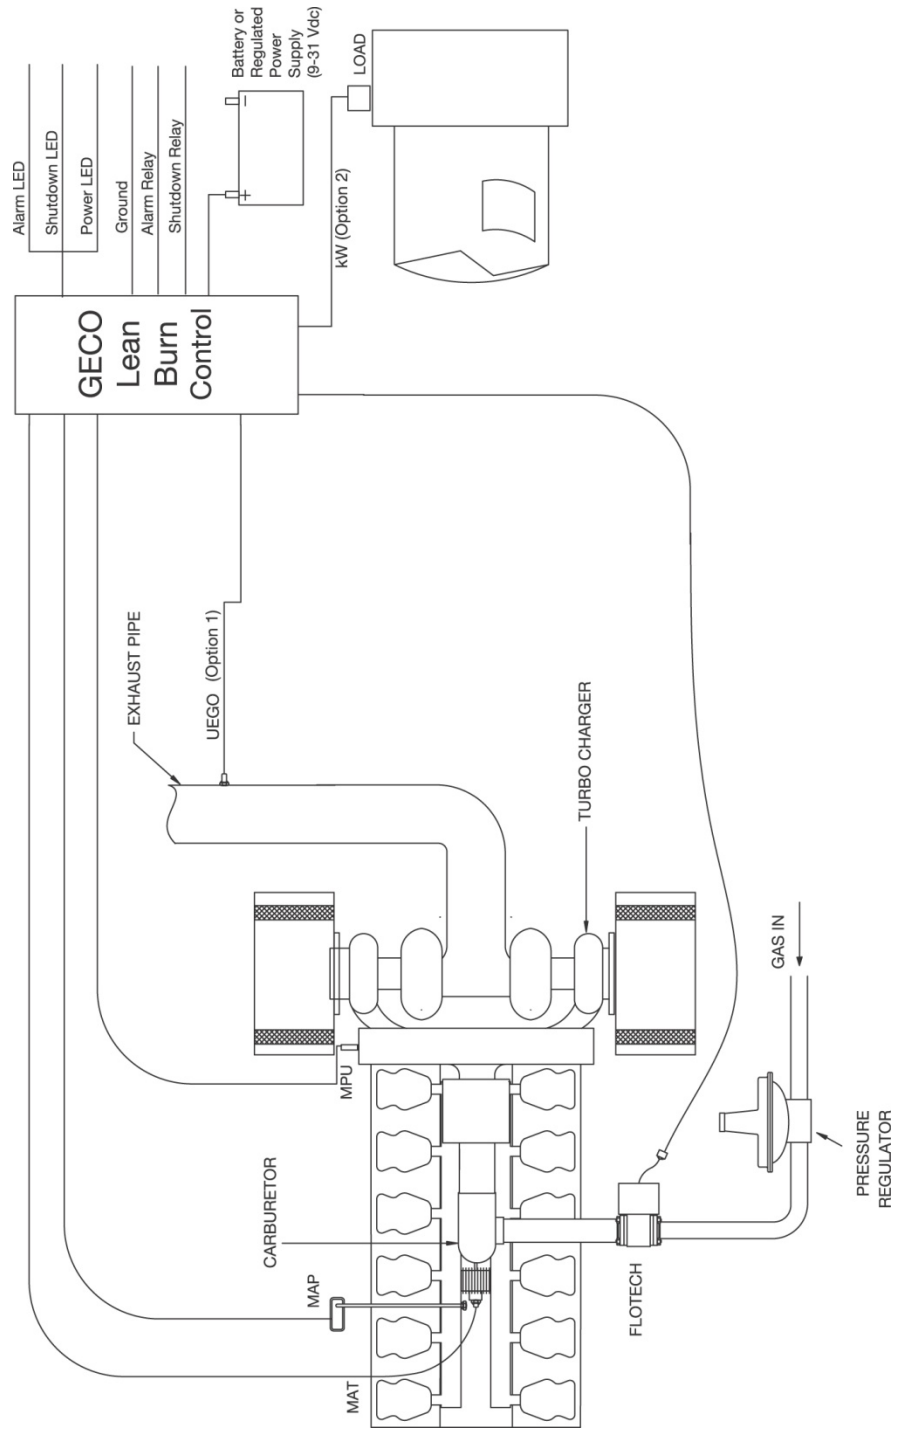 Alarm LED
Shutdown LED
Power LED
Ground
Alarm Relay
Shutdown Relay
Battery or
Regulated
Power
Supply
(9-31 Vdc)
+
−
LOAD
kW (Option 2)
GECO
Lean
Burn
Control
EXHAUST PIPE
UEGO (Option 1)
TURBO CHARGER
GAS IN
MPU
CARBURETOR
MAP
MAT
FLOTECH
PRESSURE
REGULATOR